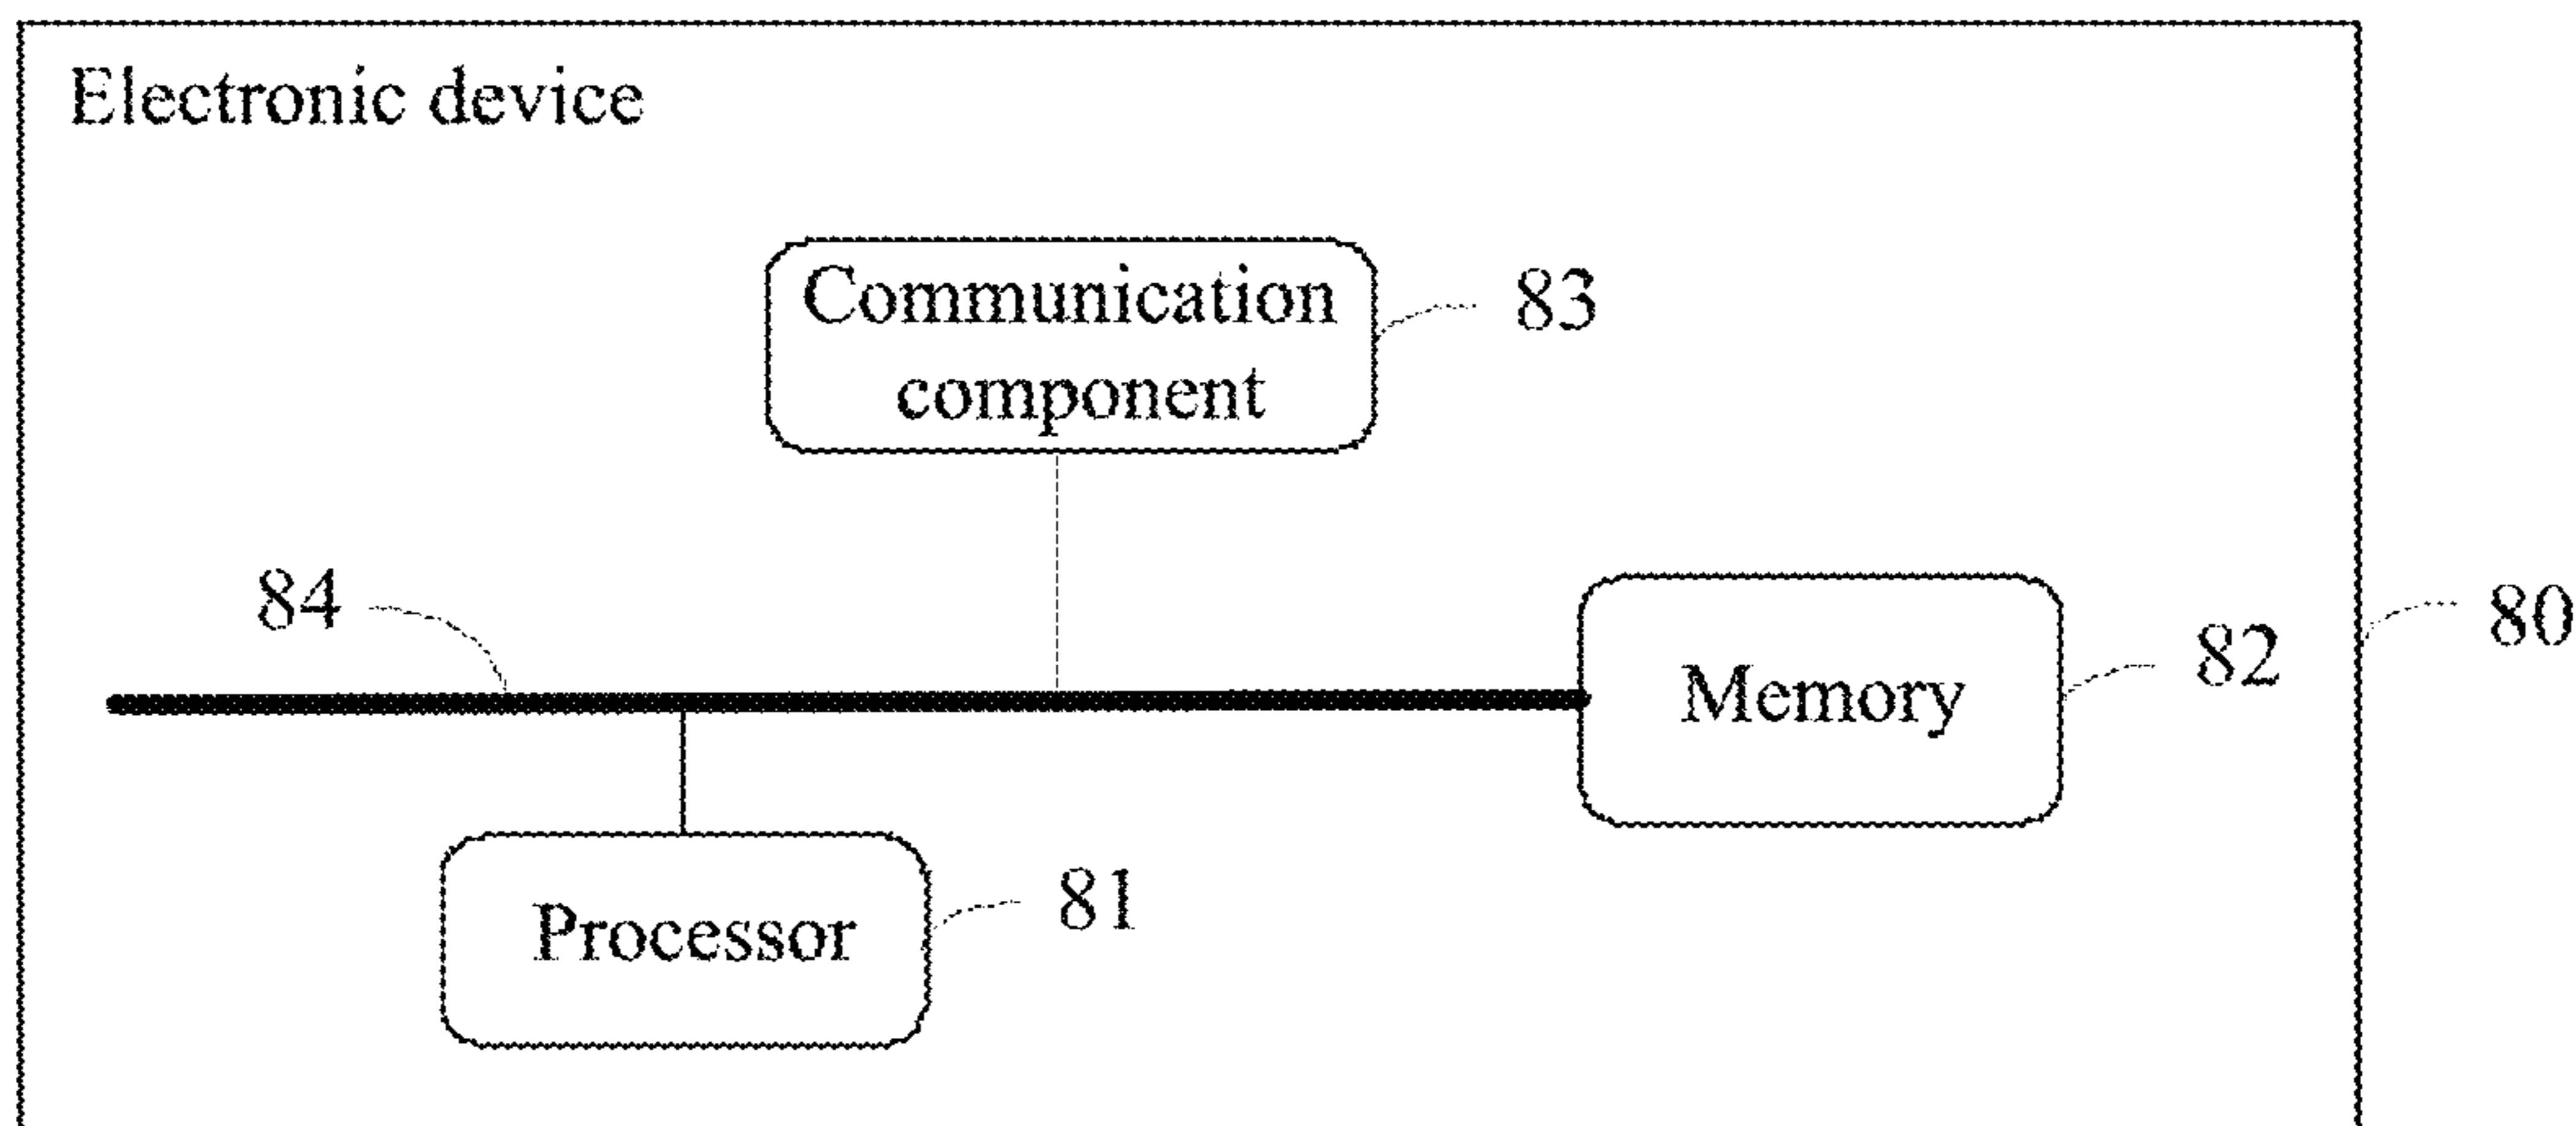 Electronic device
Communication
component
83
84
80
Memory
82
Processor
81